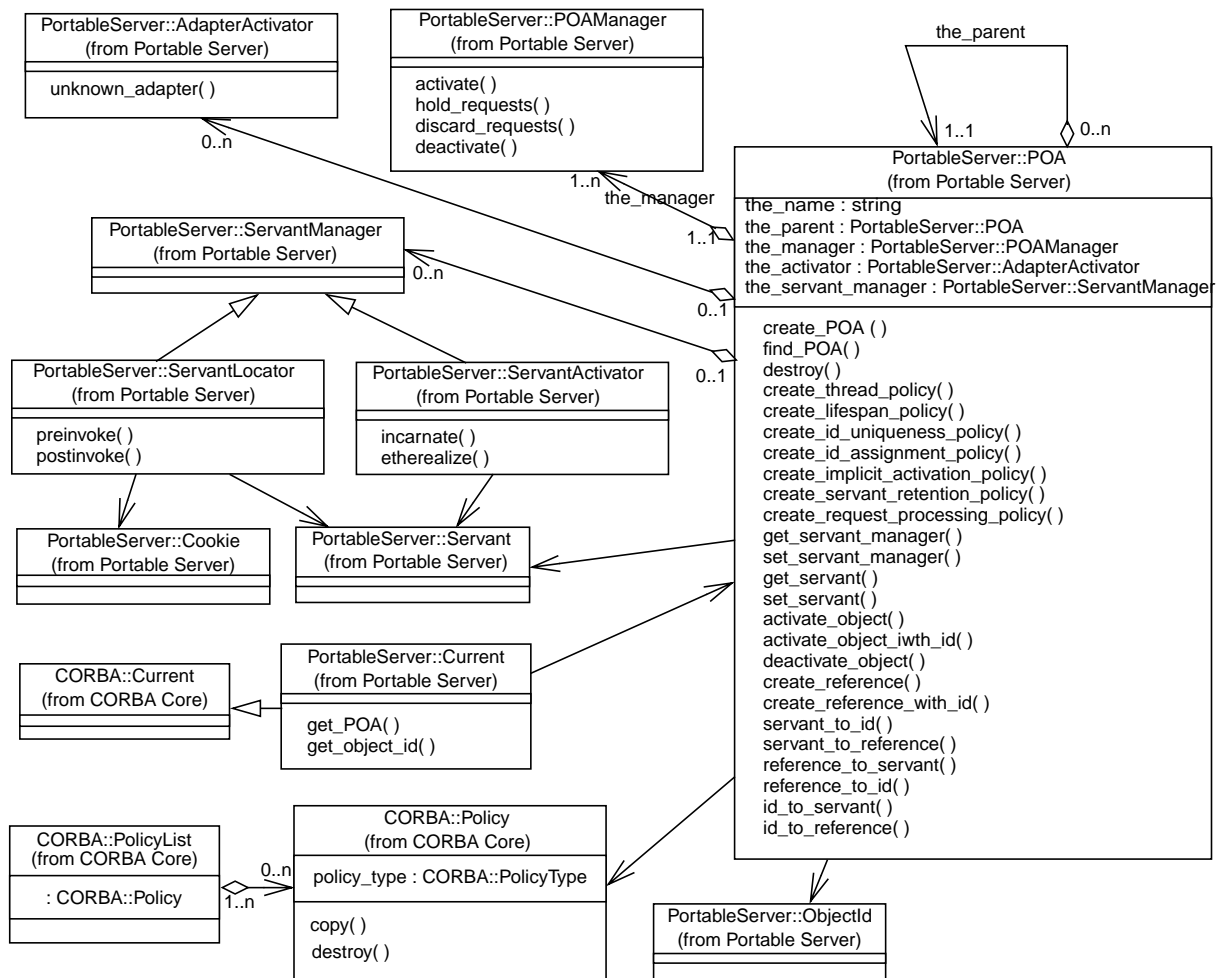 PortableServer::AdapterActivator
(from Portable Server)
unknown_adapter( )
0..n
PortableServer::POAManager
(from Portable Server)
activate( )
hold_requests( )
discard_requests( )
deactivate( )
1..n
the_manager
1..1
the_parent
1..1
0..n
PortableServer::POA
(from Portable Server)
the_name : string
the_parent : PortableServer::POA
the_manager : PortableServer::POAManager
the_activator : PortableServer::AdapterActivator
the_servant_manager : PortableServer::ServantManager
create_POA ( )
find_POA( )
destroy( )
create_thread_policy( )
create_lifespan_policy( )
create_id_uniqueness_policy( )
create_id_assignment_policy( )
create_implicit_activation_policy( )
create_servant_retention_policy( )
create_request_processing_policy( )
get_servant_manager( )
set_servant_manager( )
get_servant( )
set_servant( )
activate_object( )
activate_object_iwth_id( )
deactivate_object( )
create_reference( )
create_reference_with_id( )
servant_to_id( )
servant_to_reference( )
reference_to_servant( )
reference_to_id( )
id_to_servant( )
id_to_reference( )
0..1
0..1
PortableServer::ServantManager
(from Portable Server)
0..n
PortableServer::ServantLocator
(from Portable Server)
preinvoke( )
postinvoke( )
PortableServer::ServantActivator
(from Portable Server)
incarnate( )
etherealize( )
PortableServer::Cookie
(from Portable Server)
PortableServer::Servant
(from Portable Server)
CORBA::Current
(from CORBA Core)
PortableServer::Current
(from Portable Server)
get_POA( )
get_object_id( )
CORBA::PolicyList
(from CORBA Core)
: CORBA::Policy
1..n
0..n
CORBA::Policy
(from CORBA Core)
policy_type : CORBA::PolicyType
copy( )
destroy( )
PortableServer::ObjectId
(from Portable Server)